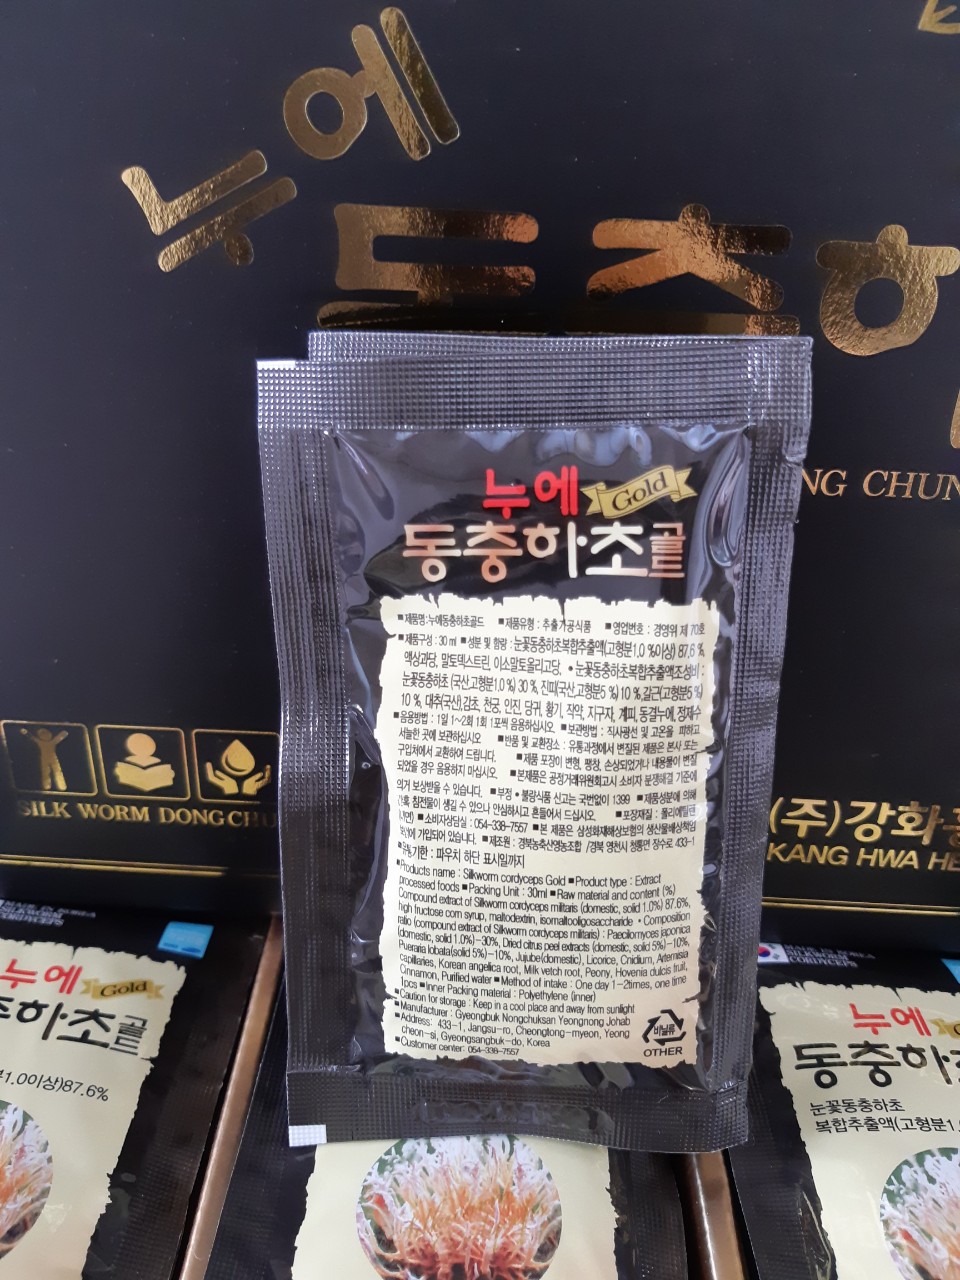 누에
동충하
NG CHUN
SILK WORM DONGCHU
(주)강화
KANG HWA HE
누에 Gold
동충하초 골드
■제품명:누에동충하초골드 ■제품유형 : 추출가공식품 ■영업번호 : 경영위 제 70호
■제품구성 : 30 ml ■성분 및 함량 : 눈꽃동충하초복합추출액(고형분1.0 %이상) 87.6 %,
액상과당, 말토덱스트린, 이소말토올리고당, •눈꽃동충하초복합추출액조성비 :
눈꽃동충하초 (국산,고형분1.0 %) 30 %, 진피(국산,고형분5 %) 10 %,갈근(고형분5 %)
10 %, 대추(국산),감초, 천궁, 인진, 당귀, 황기, 작약, 지구자, 계피, 동결누에, 정제수
■음용방법 : 1일 1~2회 1회 1포씩 음용하십시오. ■보관방법 : 직사광선 및 고온을 피하고
서늘한 곳에 보관하십시오 ■반품 및 교환장소 : 유통과정에서 변질된 제품은 본사 또는
구입처에서 교환하여 드립니다. ■제품 포장이 변형, 팽창, 손상되었거나 내용물이 변질
되었을 경우 음용하지 마십시오. ■본제품은 공정거래위원회고시 소비자 분쟁해결 기준에
의거 보상받을 수 있습니다. ■부정•불량식품 신고는 국번없이 1399 ■제품성분에 의해
간혹 침전물이 생길 수 있으니 안심하시고 흔들어서 드십시오. ■포장재질 : 폴리에틸렌
(내면) ■소비자상담실 : 054-338-7557 ■본 제품은 삼성화재해상보험의 생산물배상책임
보험에 가입되어 있습니다. ■제조원 : 경북농축산영농조합 /경북 영천시 청통면 장수로 433-1
■유통기한 : 파우치 하단 표시일까지
■Products name : Silkworm cordyceps Gold ■Product type : Extract
processed foods ■Packing Unit : 30ml ■Raw material and content (%)
Compound extract of Silkworm cordyceps militaris (domestic, solid 1.0%) 87.6%,
high fructose corn syrup, maltodextrin, isomaltooligosaccharide •Composition
ratio (compound extract of Silkworm cordyceps militaris) : Paecilomyces japonica
(domestic, solid 1.0%)-30%, Dried citrus peel extracts (domestic, solid 5%)-10%,
Pueraria lobata(solid 5%)-10%, Jujube(domestic), Licorice, Cnidium, Artemisia
capillaries, Korean angelica root, Milk vetch root, Peony, Hovenia dulcis fruit,
Cinnamon, Purified water ■Method of intake : One day 1-2times, one time
1pcs ■Inner Packing material : Polyethylene (inner)
■Caution for storage : Keep in a cool place and away from sunlight
■Manufacturer : Gyeongbuk Nongchuksan Yeongnong Johab
■Address: 433-1, Jangsu-ro, Cheongtong-myeon, Yeong
cheon-si, Gyeongsangbuk-do, Korea
■Customer center: 054-338-7557
비닐류
OTHER
누에 Gold
충하초 골드
1.0이상)87.6%
누에
동충하
눈꽃동충하초
복합추출액(고형분1.